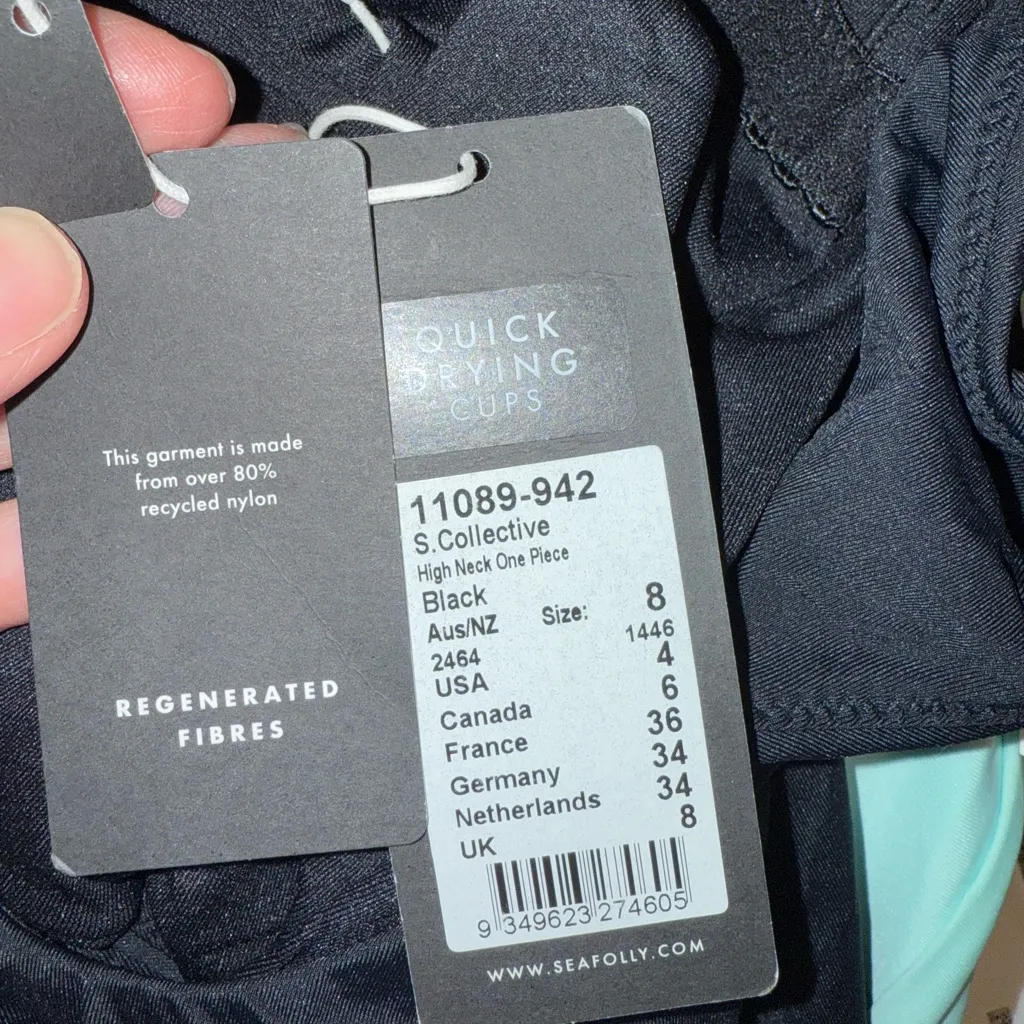 This garment is made
from over 80%
recycled nylon
REGENERATED
FIBRES
QUICK
DRYING
CUPS
11089-942
S.Collective
High Neck One Piece
Black
Aus/NZ Size: 8
2464 1446
USA 4
Canada 6
France 36
Germany 34
Netherlands 34
UK 8
9 349623 274605
WWW.SEAFOLLY.COM